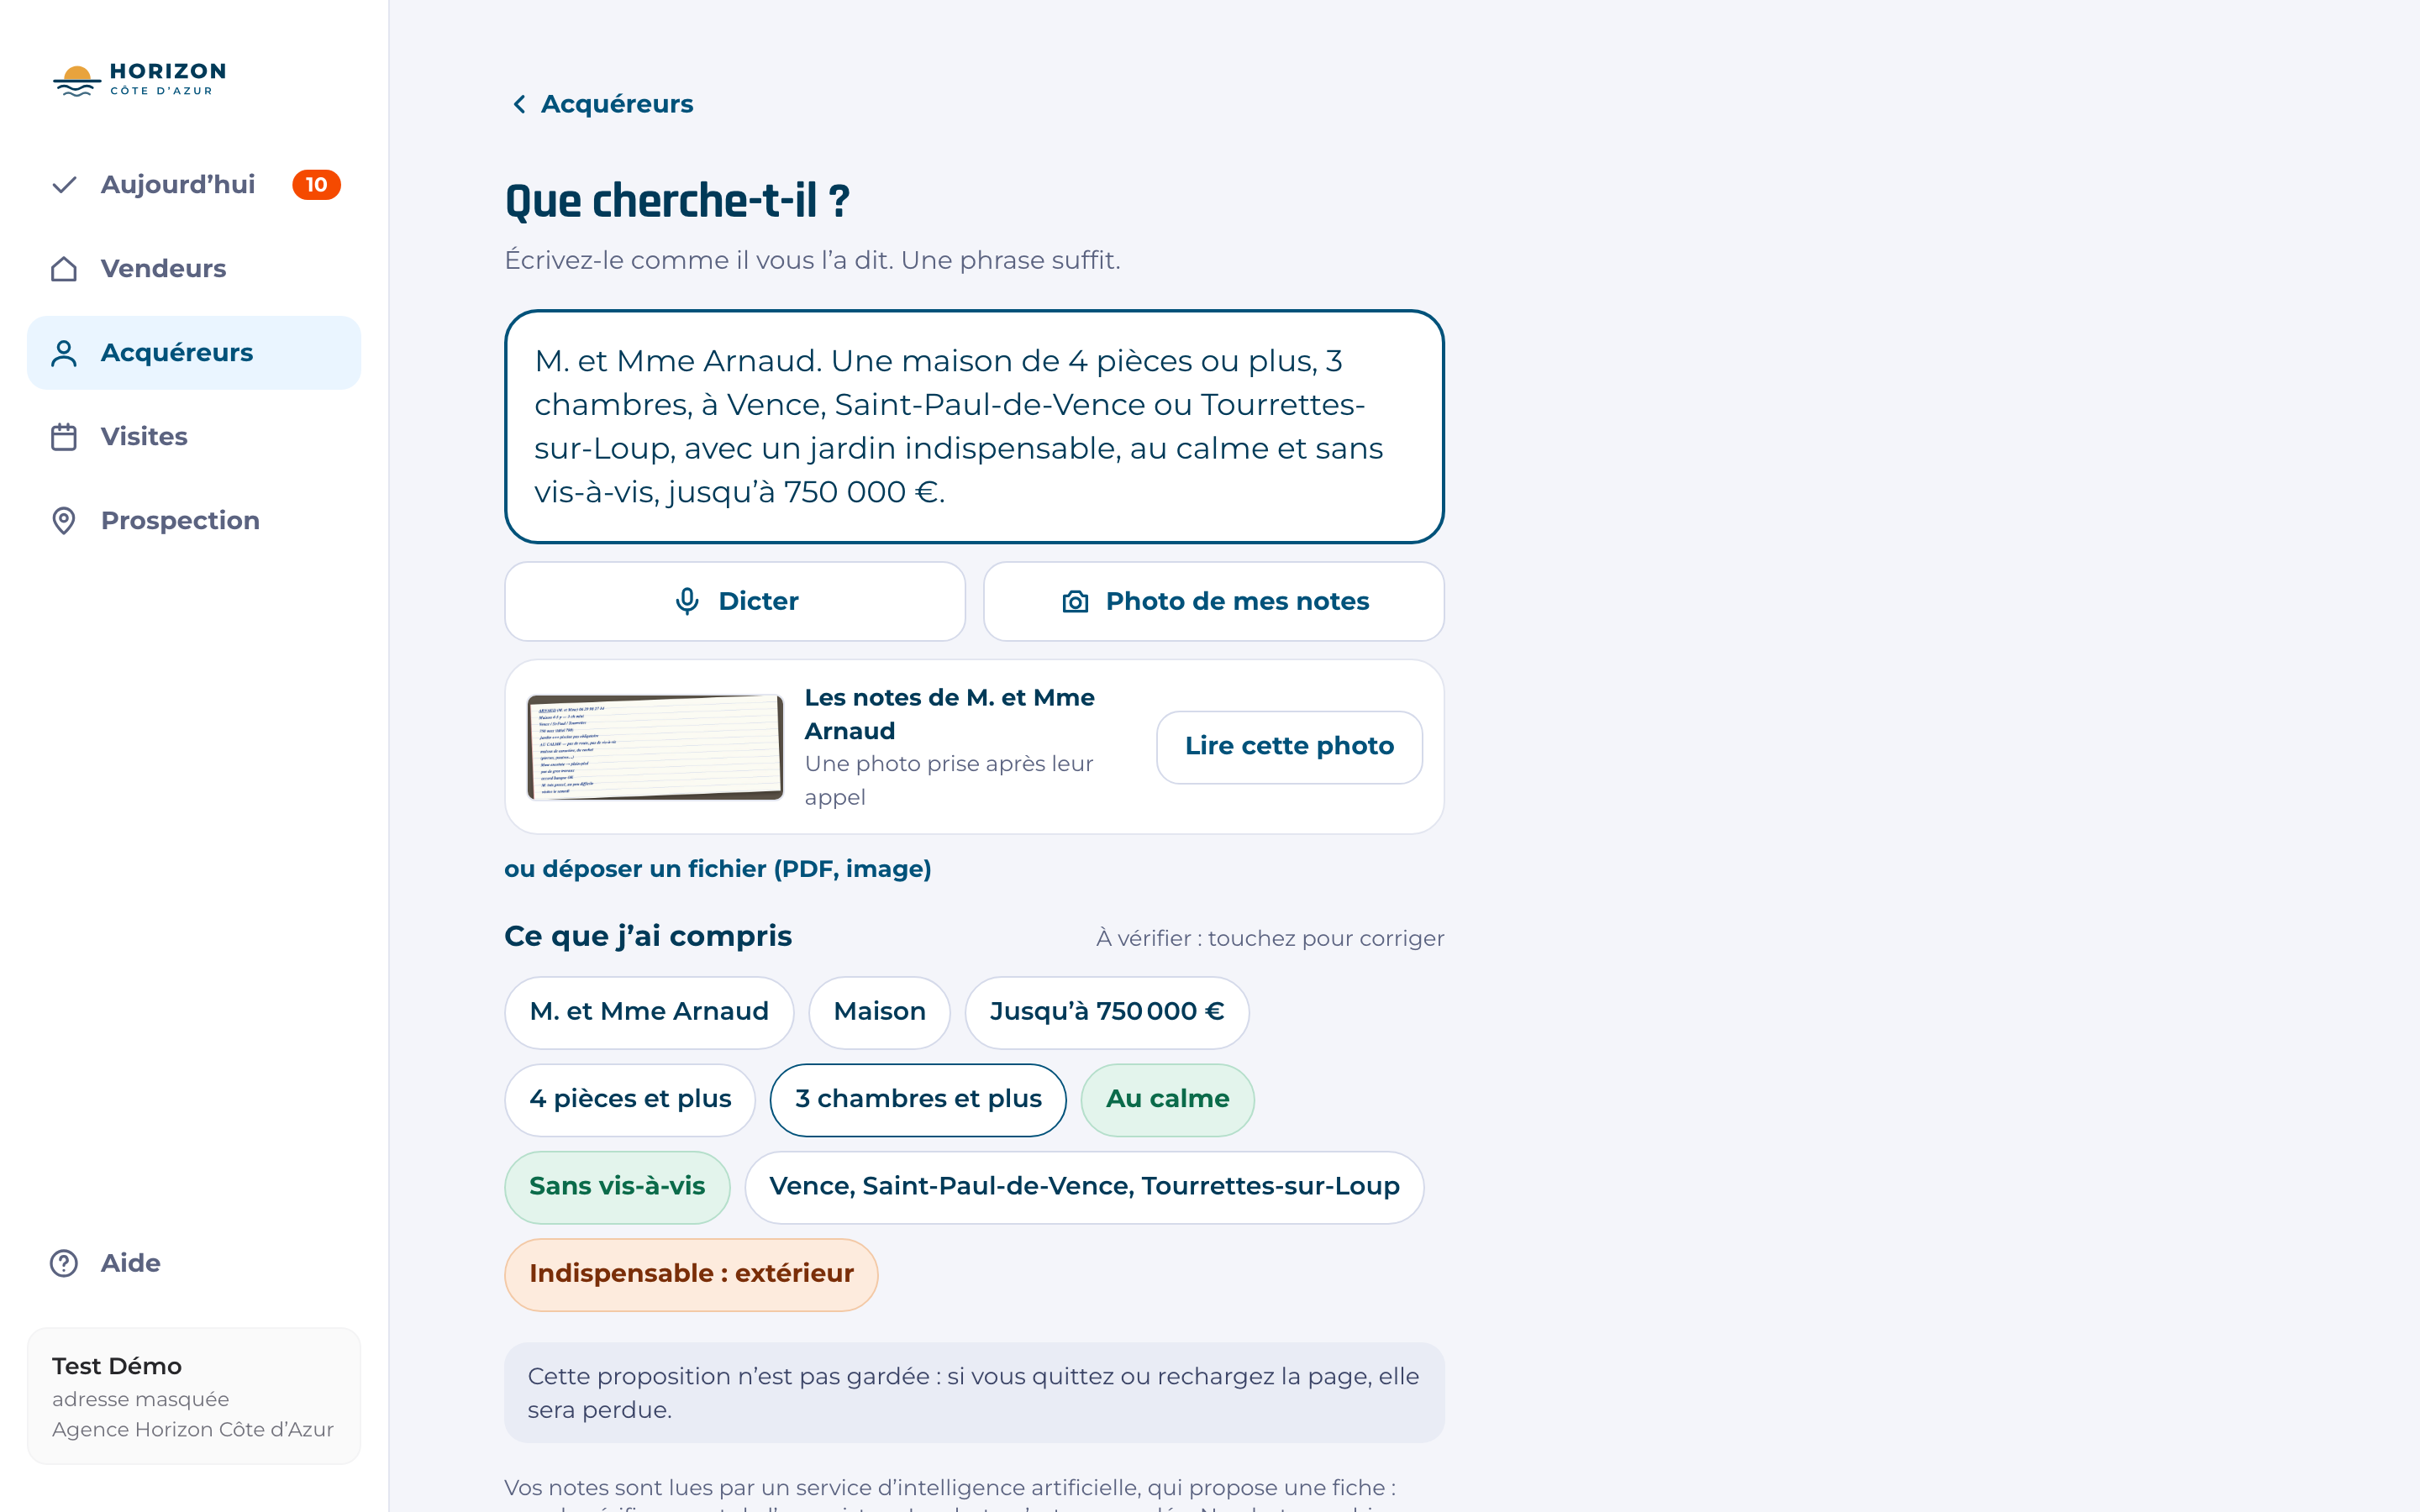 HORIZON
CÔTE D’AZUR
Aujourd’hui 10
Vendeurs
Acquéreurs
Visites
Prospection
Aide
Test Démo
adresse masquée
Agence Horizon Côte d’Azur
Acquéreurs
Que cherche-t-il ?
Écrivez-le comme il vous l’a dit. Une phrase suffit.
M. et Mme Arnaud. Une maison de 4 pièces ou plus, 3
chambres, à Vence, Saint-Paul-de-Vence ou Tourrettes-
sur-Loup, avec un jardin indispensable, au calme et sans
vis-à-vis, jusqu’à 750 000 €.
Dicter
Photo de mes notes
Les notes de M. et Mme
Arnaud
Une photo prise après leur
appel
Lire cette photo
ou déposer un fichier (PDF, image)
Ce que j’ai compris
À vérifier : touchez pour corriger
M. et Mme Arnaud
Maison
Jusqu’à 750 000 €
4 pièces et plus
3 chambres et plus
Au calme
Sans vis-à-vis
Vence, Saint-Paul-de-Vence, Tourrettes-sur-Loup
Indispensable : extérieur
Cette proposition n’est pas gardée : si vous quittez ou rechargez la page, elle
sera perdue.
Vos notes sont lues par un service d’intelligence artificielle, qui propose une fiche :